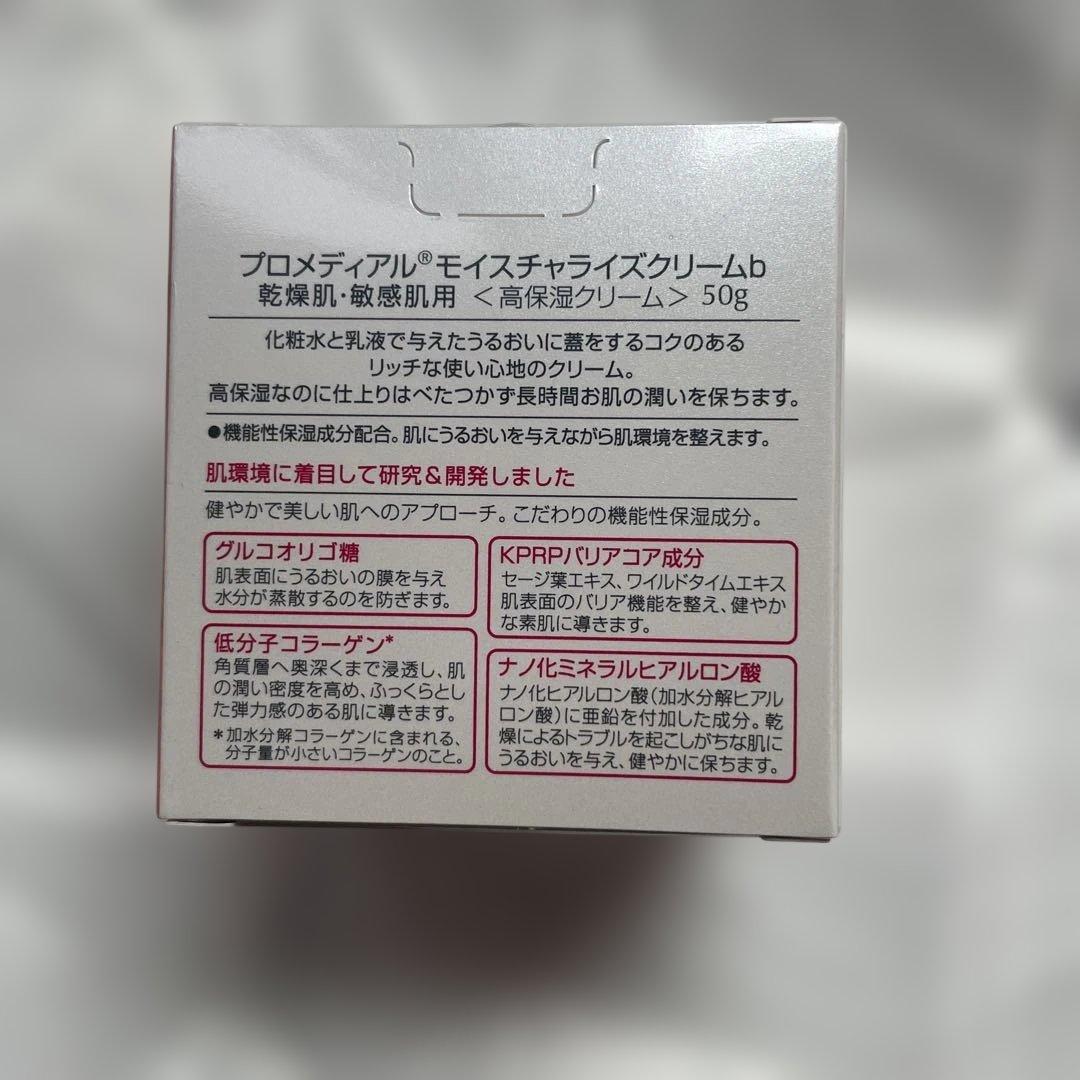 プロメディアル®モイスチャライズクリームb
乾燥肌・敏感肌用 ＜高保湿クリーム＞ 50g
化粧水と乳液で与えたうるおいに蓋をするコクのある
リッチな使い心地のクリーム。
高保湿なのに仕上りはべたつかず長時間お肌の潤いを保ちます。
●機能性保湿成分配合。肌にうるおいを与えながら肌環境を整えます。
肌環境に着目して研究＆開発しました
健やかで美しい肌へのアプローチ。こだわりの機能性保湿成分。
グルコオリゴ糖
肌表面にうるおいの膜を与え
水分が蒸散するのを防ぎます。
KPRPバリアコア成分
セージ葉エキス、ワイルドタイムエキス
肌表面のバリア機能を整え、健やか
な素肌に導きます。
低分子コラーゲン*
角質層へ奥深くまで浸透し、肌
の潤い密度を高め、ふっくらとし
た弾力感のある肌に導きます。
*加水分解コラーゲンに含まれる、
分子量が小さいコラーゲンのこと。
ナノ化ミネラルヒアルロン酸
ナノ化ヒアルロン酸（加水分解ヒアル
ロン酸）に亜鉛を付加した成分。乾
燥によるトラブルを起こしがちな肌に
うるおいを与え、健やかに保ちます。